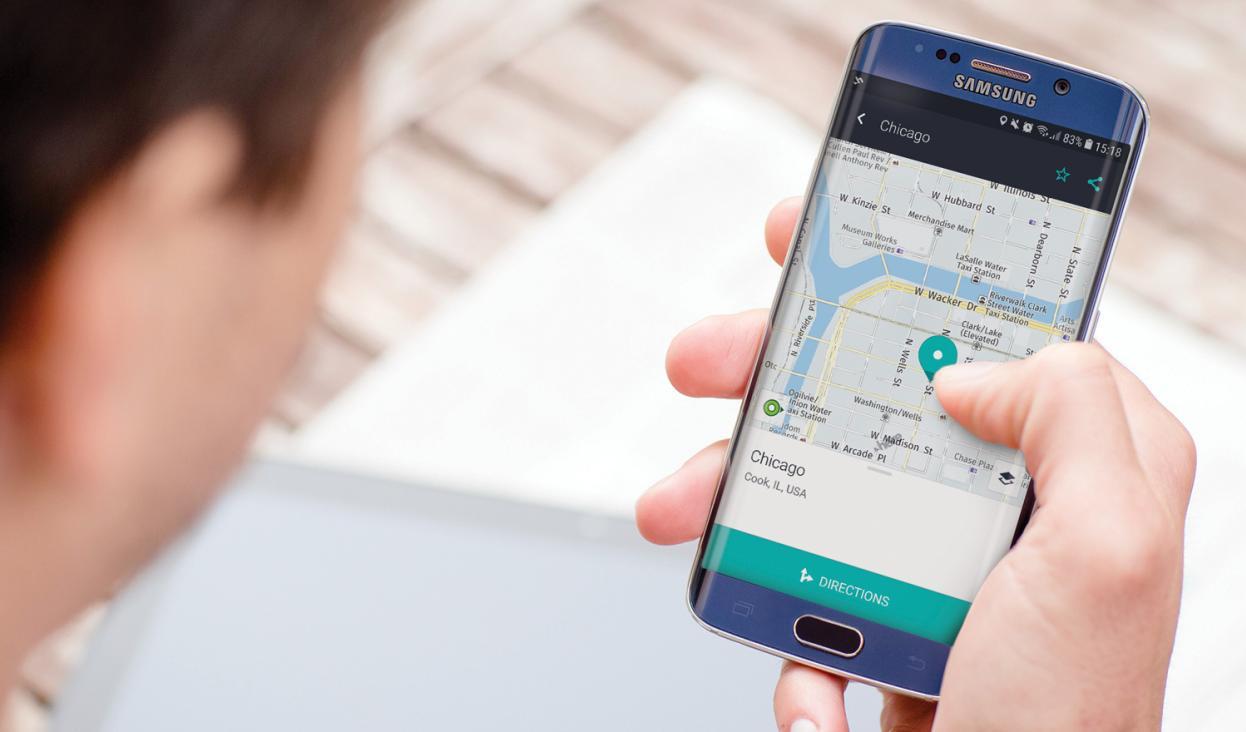 SAMSUNG
83% 15:18
Chicago
Cullen Paul Rev /
Anthony Rev
W Illinois St
W Hubbard St
W Kinzie St
Merchandise Mart
Museum Works
Galleries
N Dearborn St
N State St
LaSalle Water
Taxi Station
W Wacker Dr
Riverwalk Clark
Street Water
Taxi Station
Arts
Artisa
N Riverside Plz
Clark/Lake
(Elevated)
St
N Wells St
N
St
Ogilvie/
Union Water
Taxi Station
Washington/Wells
W Madison St
W Arcade Pl
Chase Plaz
Chicago
Cook, IL, USA
DIRECTIONS